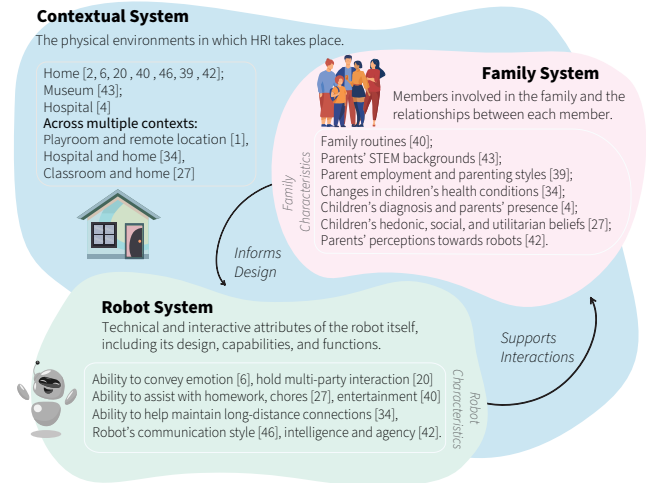 Contextual System
The physical environments in which HRI takes place.
Home [2, 6, 20 , 40 , 46, 39 , 42];
Museum [43];
Hospital [4]
Across multiple contexts:
Playroom and remote location [1],
Hospital and home [34],
Classroom and home [27]
Family System
Members involved in the family and the
relationships between each member.
Family
Characteristics
Family routines [40];
Parents' STEM backgrounds [43];
Parent employment and parenting styles [39];
Changes in children's health conditions [34];
Children's diagnosis and parents' presence [4];
Children's hedonic, social, and utilitarian beliefs [27];
Parents' perceptions towards robots [42].
Informs
Design
Robot System
Technical and interactive attributes of the robot itself,
including its design, capabilities, and functions.
Ability to convey emotion [6], hold multi-party interaction [20]
Ability to assist with homework, chores [27], entertainment [40]
Ability to help maintain long-distance connections [34],
Robot's communication style [46], intelligence and agency [42].
Robot
Characteristics
Supports
Interactions